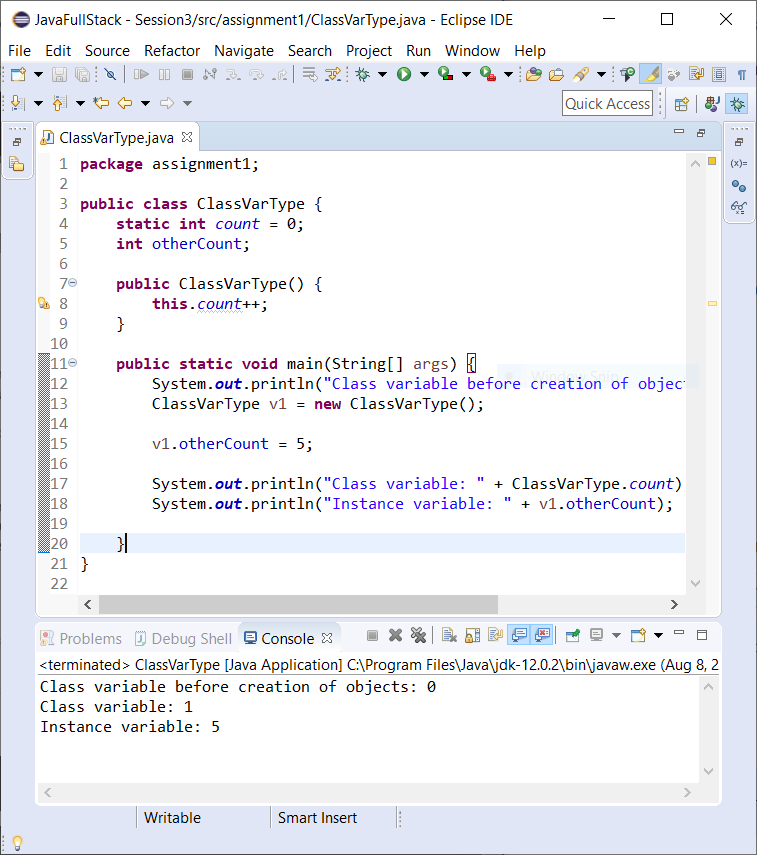 JavaFullStack - Session3/src/assignment1/ClassVarType.java - Eclipse IDE
File Edit Source Refactor Navigate Search Project Run Window Help
Quick Access
ClassVarType.java
(x)=
1 package assignment1;
2
3 public class ClassVarType {
4 static int count = 0;
5 int otherCount;
6
7 public ClassVarType() {
8 this.count++;
9 }
10
11 public static void main(String[] args) {
12 System.out.println("Class variable before creation of objec
13 ClassVarType v1 = new ClassVarType();
14
15 v1.otherCount = 5;
16
17 System.out.println("Class variable: " + ClassVarType.count)
18 System.out.println("Instance variable: " + v1.otherCount);
19
20 }
21 }
22
Problems Debug Shell Console
<terminated> ClassVarType [Java Application] C:\Program Files\Java\jdk-12.0.2\bin\javaw.exe (Aug 8, 2
Class variable before creation of objects: 0
Class variable: 1
Instance variable: 5
Writable Smart Insert